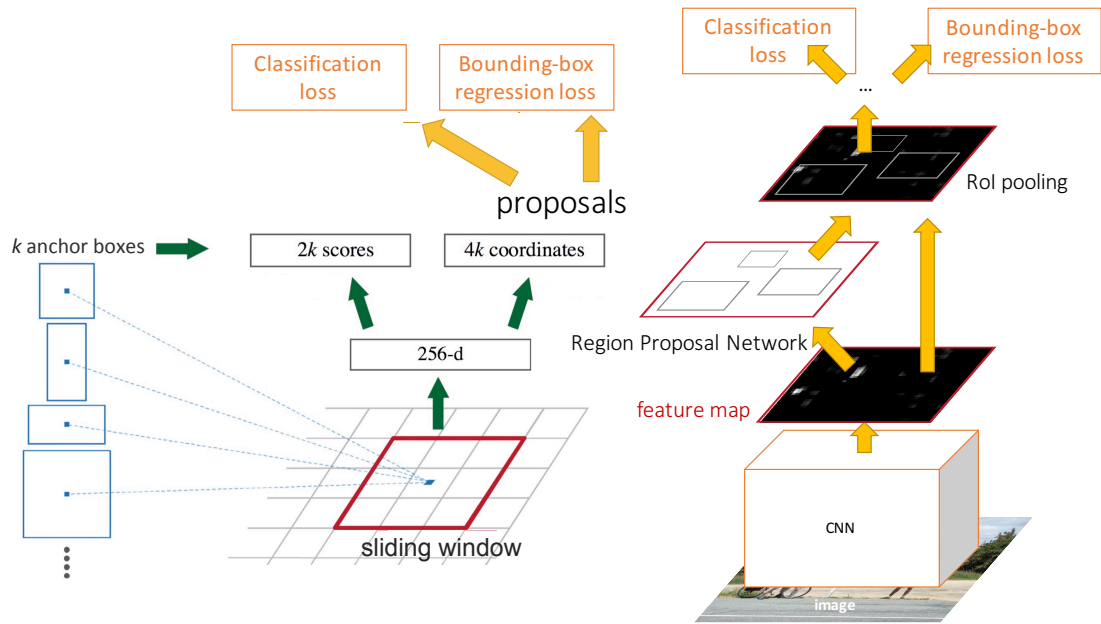 Classification
loss
Bounding-box
regression loss
proposals
k anchor boxes
2k scores
4k coordinates
256-d
sliding window
Classification
loss
Bounding-box
regression loss
...
RoI pooling
Region Proposal Network
feature map
CNN
image